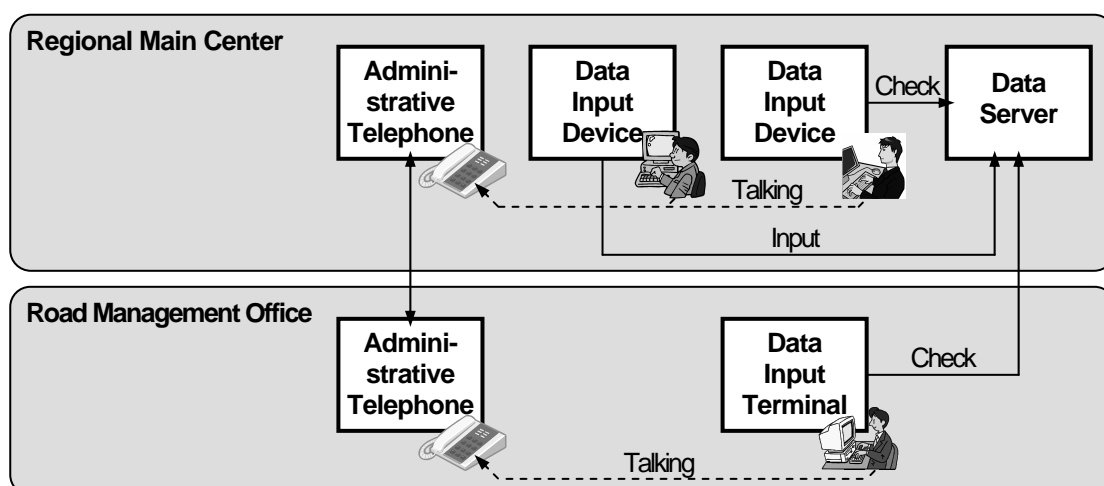 Regional Main Center
Admini-
strative
Telephone
Data
Input
Device
Data
Input
Device
Check
Data
Server
Talking
Input
Road Management Office
Admini-
strative
Telephone
Data
Input
Terminal
Check
Talking